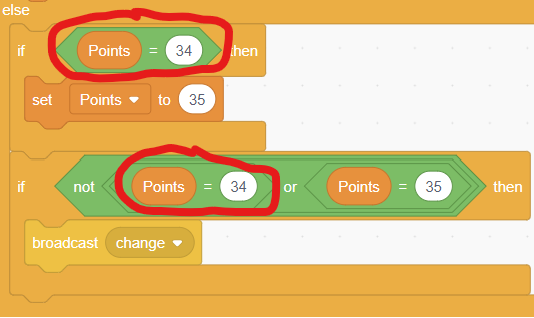 else
if Points = 34 then
set Points to 35
if not Points = 34 or Points = 35 then
broadcast change